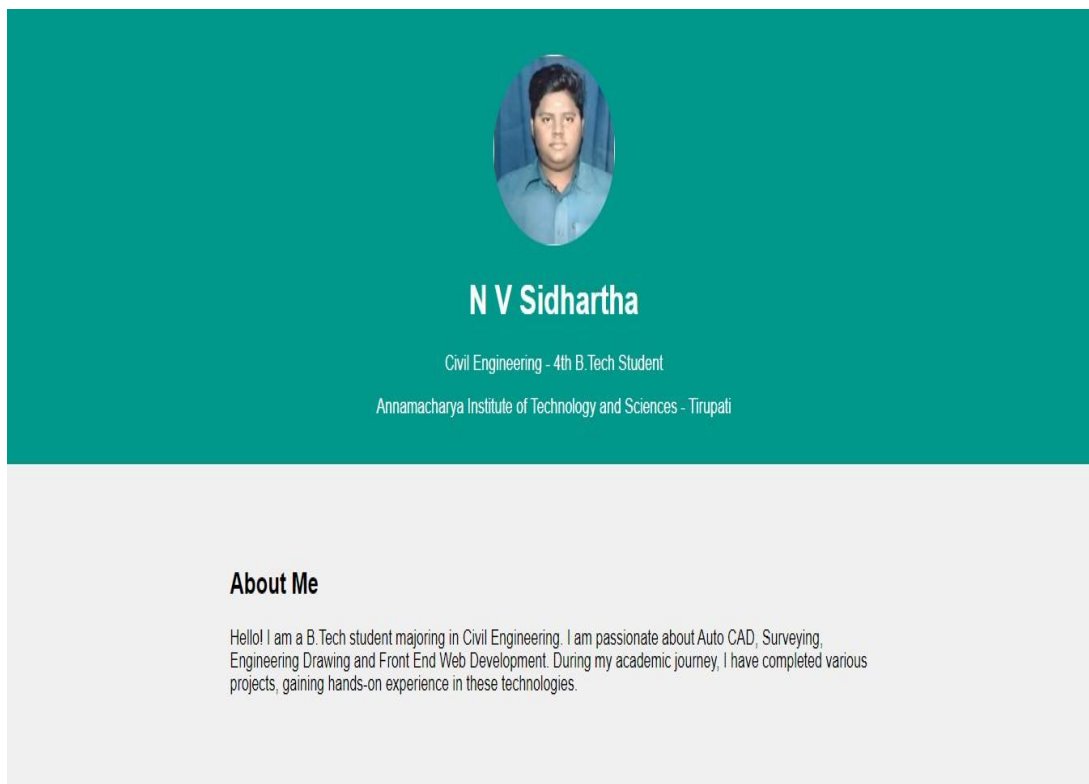 N V Sidhartha
Civil Engineering - 4th B.Tech Student
Annamacharya Institute of Technology and Sciences - Tirupati
About Me
Hello! I am a B.Tech student majoring in Civil Engineering. I am passionate about Auto CAD, Surveying,
Engineering Drawing and Front End Web Development. During my academic journey, I have completed various
projects, gaining hands-on experience in these technologies.